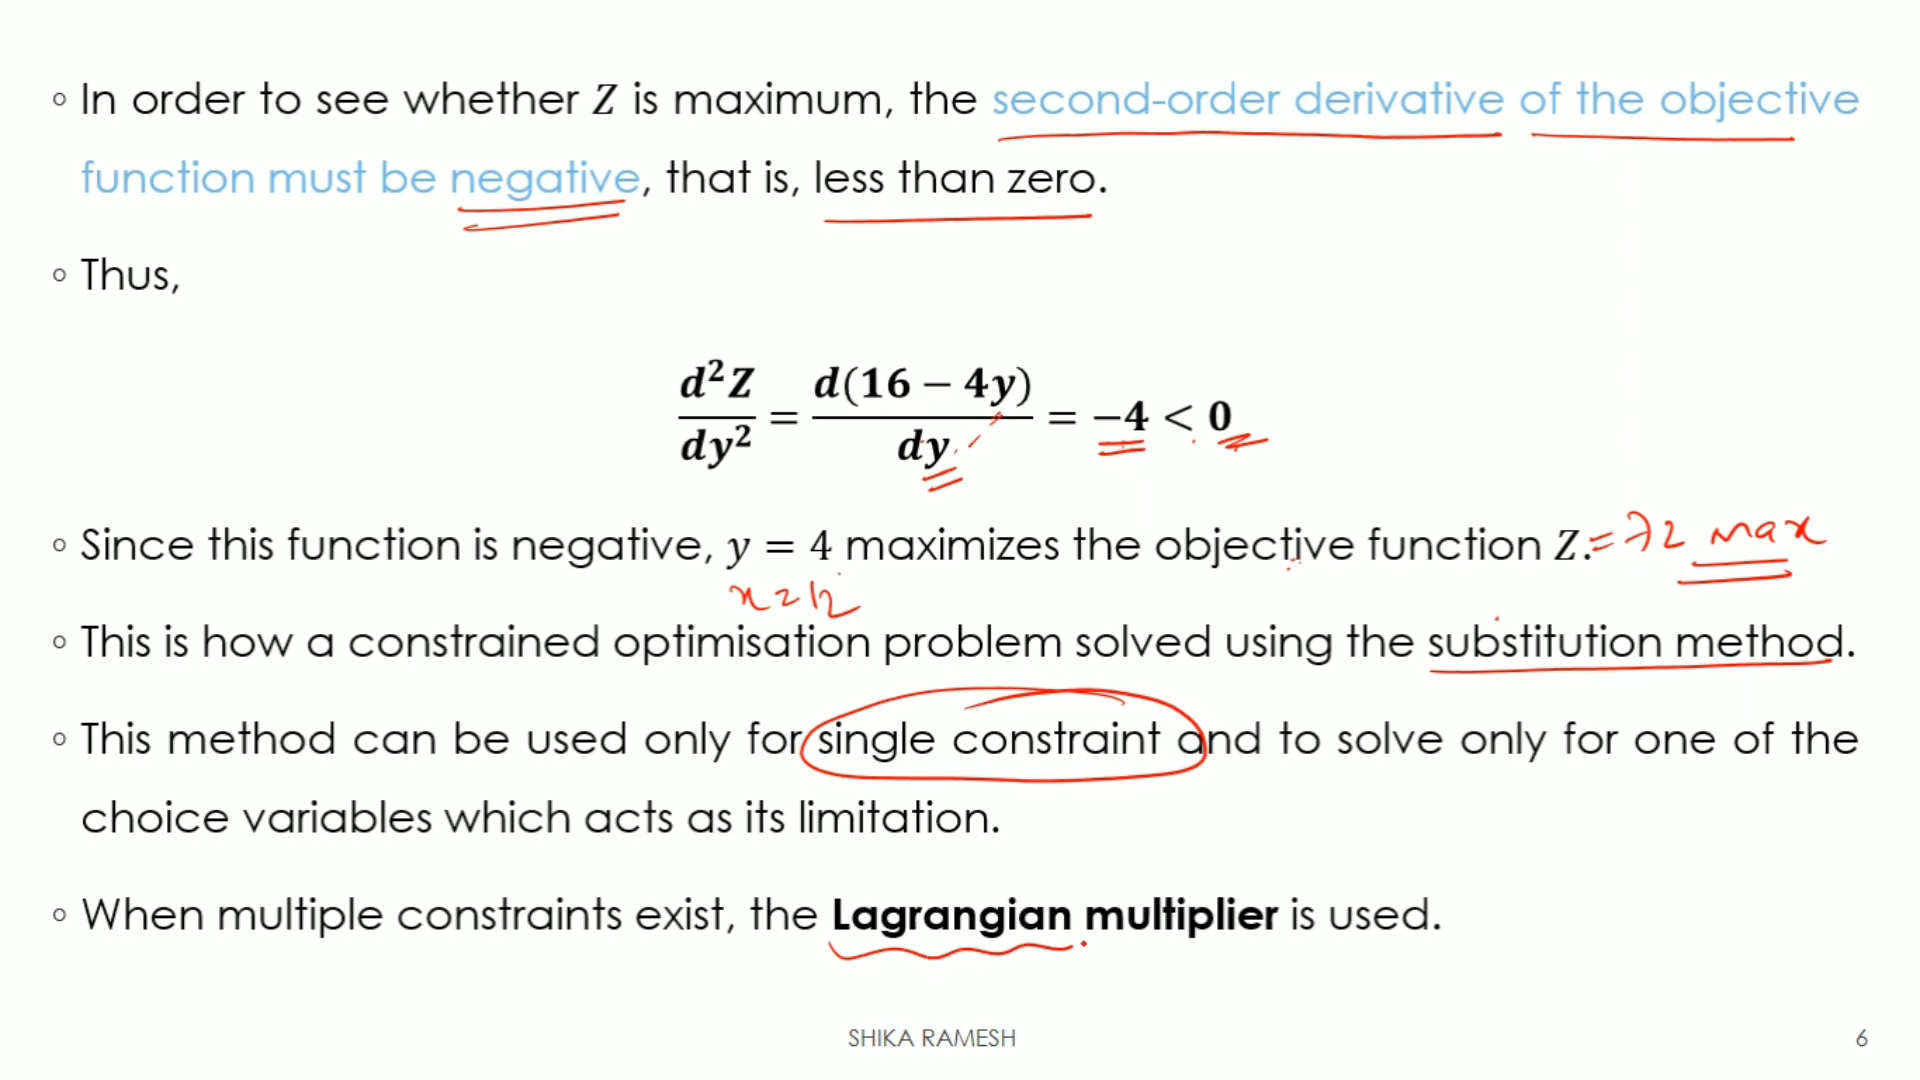 ◦ In order to see whether Z is maximum, the second-order derivative of the objective
function must be negative, that is, less than zero.
◦ Thus,
d²Z/dy² = d(16 − 4y)/dy = −4 < 0
◦ Since this function is negative, y = 4 maximizes the objective function Z. = 72 max
x = 12
◦ This is how a constrained optimisation problem solved using the substitution method.
◦ This method can be used only for single constraint and to solve only for one of the
choice variables which acts as its limitation.
◦ When multiple constraints exist, the Lagrangian multiplier is used.
SHIKA RAMESH
6